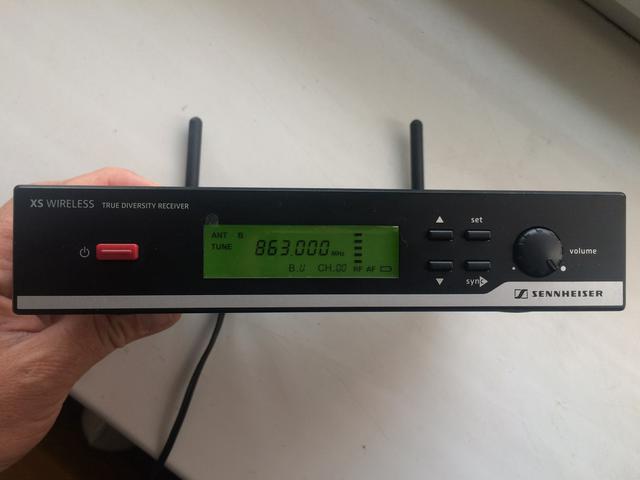 XS WIRELESS TRUE DIVERSITY RECEIVER
ANT B
TUNE 863.000 MHz
B.U CH.00 RF AF
set
sync
volume
SENNHEISER